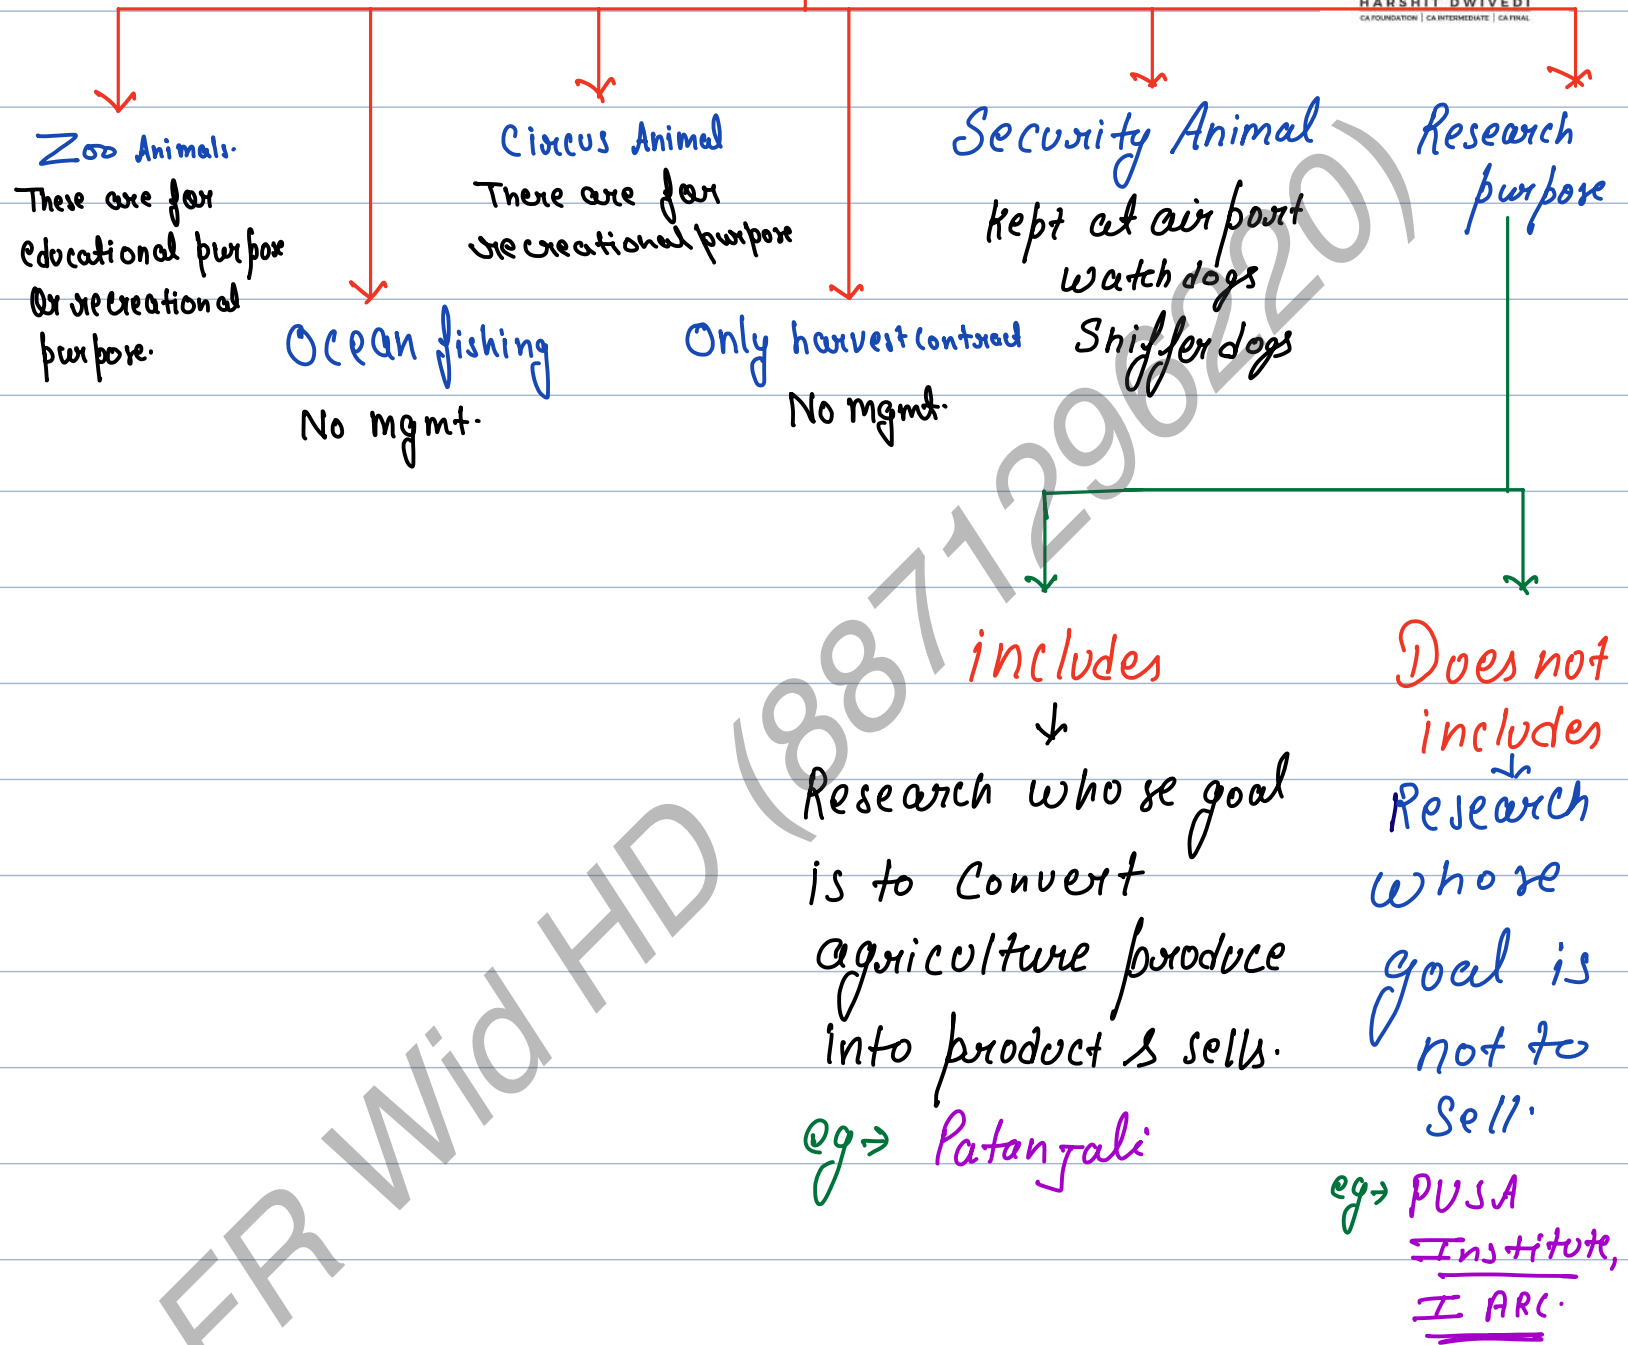 HARSHIT DWIVEDI
CA FOUNDATION | CA INTERMEDIATE | CA FINAL
Zoo Animals.
These are for
educational purpose
Or recreational
purpose.
Ocean fishing
No mgmt.
Circus Animal
There are for
recreational purpose
Only harvest contract
No mgmt.
Security Animal
kept at airport
watch dogs
Sniffer dogs
Research
purpose
includes
Research whose goal
is to convert
agriculture produce
into product & sells.
eg → Patanjali
Does not
includes
Research
whose
goal is
not to
sell.
eg → PUSA
Institute,
I ARC.
FR Wid HD (8871296220)